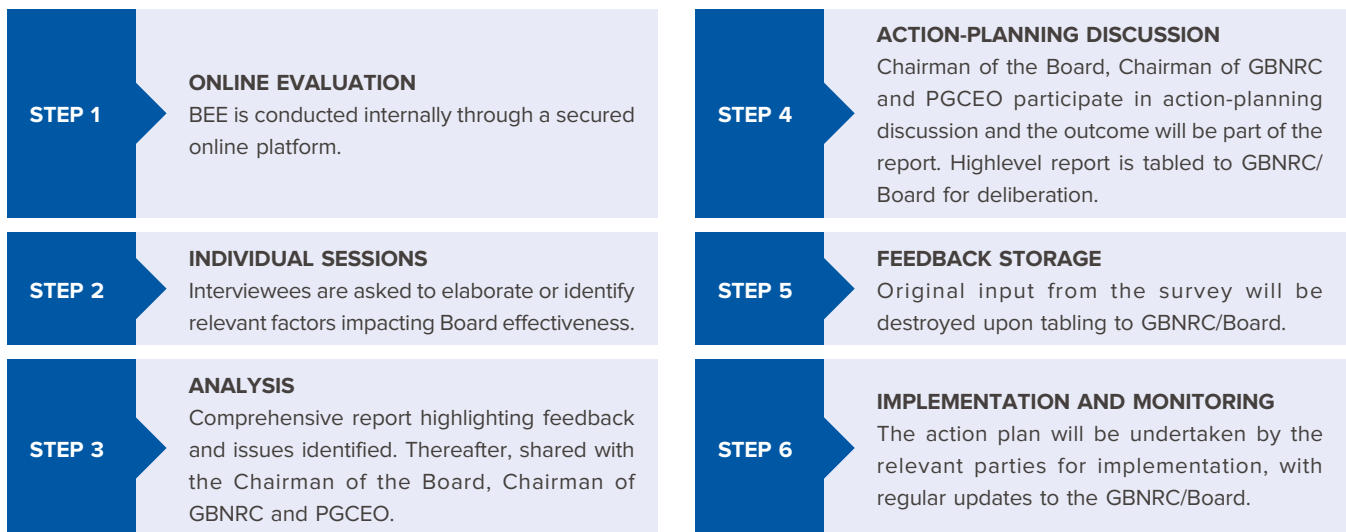 STEP 1
ONLINE EVALUATION
BEE is conducted internally through a secured
online platform.
STEP 2
INDIVIDUAL SESSIONS
Interviewees are asked to elaborate or identify
relevant factors impacting Board effectiveness.
STEP 3
ANALYSIS
Comprehensive report highlighting feedback
and issues identified. Thereafter, shared with
the Chairman of the Board, Chairman of
GBNRC and PGCEO.
STEP 4
ACTION-PLANNING DISCUSSION
Chairman of the Board, Chairman of GBNRC
and PGCEO participate in action-planning
discussion and the outcome will be part of the
report. Highlevel report is tabled to GBNRC/
Board for deliberation.
STEP 5
FEEDBACK STORAGE
Original input from the survey will be
destroyed upon tabling to GBNRC/Board.
STEP 6
IMPLEMENTATION AND MONITORING
The action plan will be undertaken by the
relevant parties for implementation, with
regular updates to the GBNRC/Board.